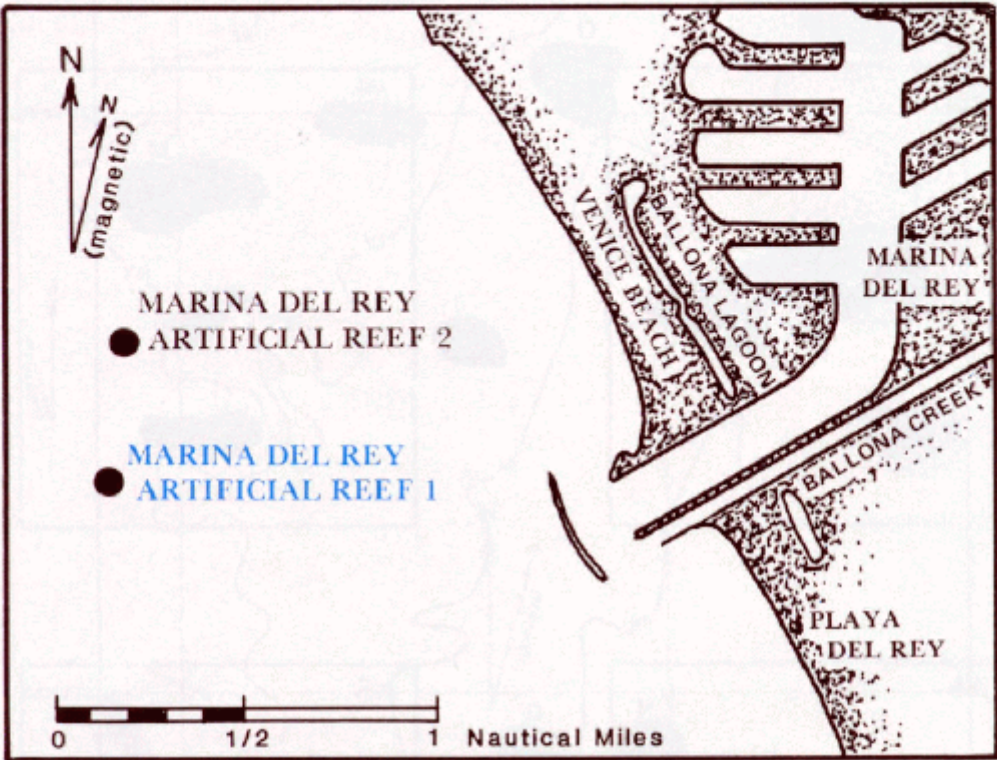 N
N
(magnetic)
MARINA DEL REY
ARTIFICIAL REEF 2
MARINA DEL REY
ARTIFICIAL REEF 1
VENICE BEACH
BALLONA LAGOON
MARINA
DEL REY
BALLONA CREEK
PLAYA
DEL REY
0 1/2 1 Nautical Miles